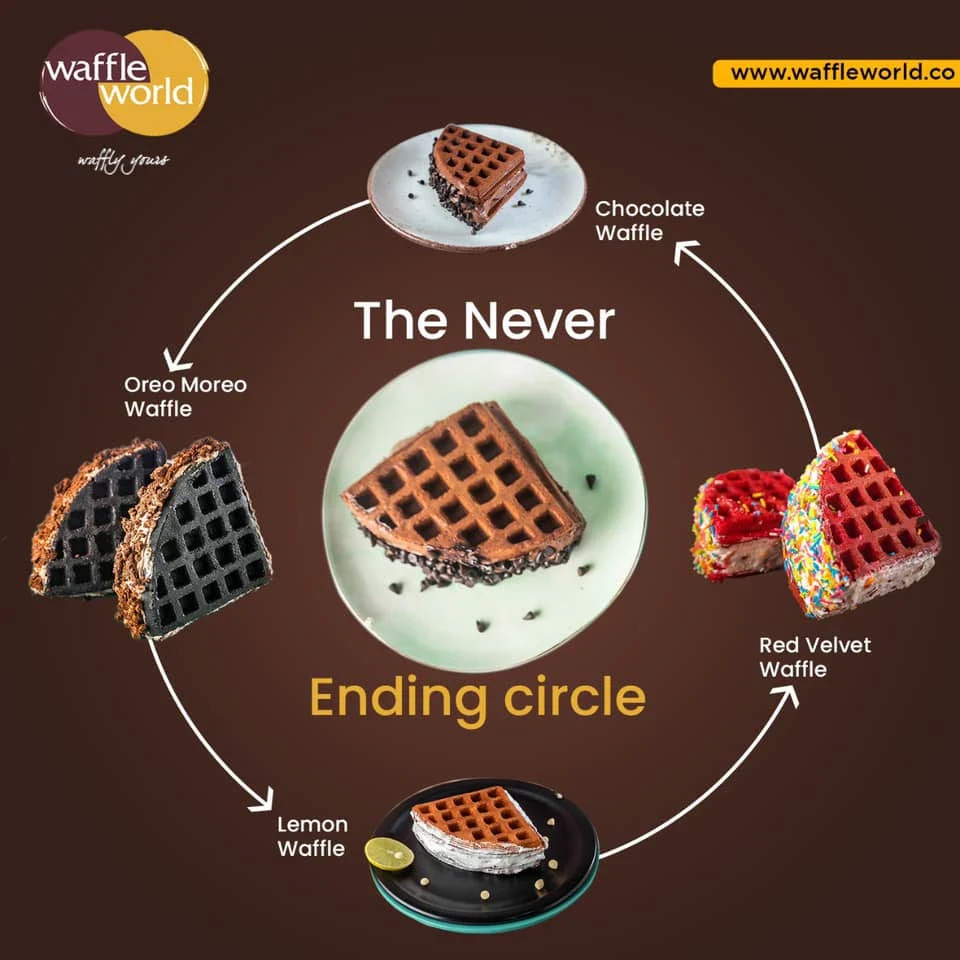 waffle
world
waffly yours
www.waffleworld.co
Chocolate
Waffle
The Never
Oreo Moreo
Waffle
Red Velvet
Waffle
Ending circle
Lemon
Waffle